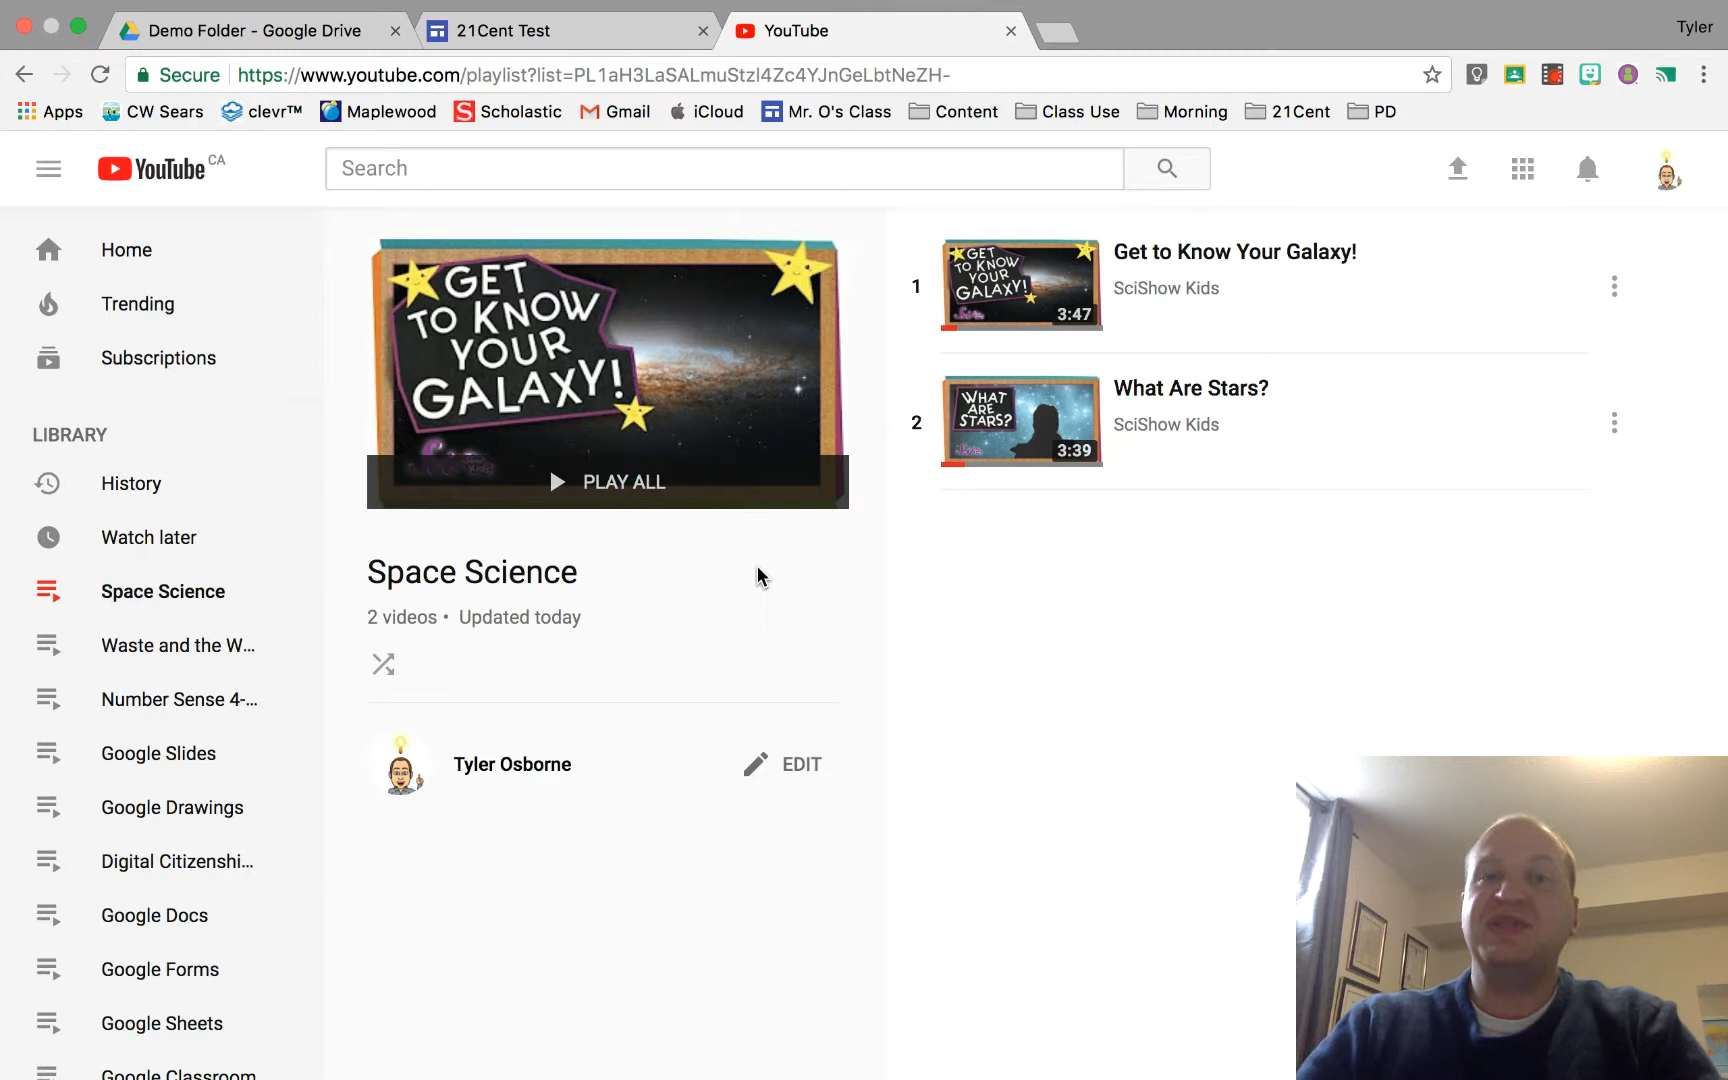 Demo Folder - Google Drive
21Cent Test
YouTube
Tyler
Secure
https://www.youtube.com/playlist?list=PL1aH3LaSALmuStzl4Zc4YJnGeLbtNeZH-
Apps
CW Sears
clevr™
Maplewood
Scholastic
Gmail
iCloud
Mr. O's Class
Content
Class Use
Morning
21Cent
PD
YouTube CA
Search
Home
Trending
Subscriptions
LIBRARY
History
Watch later
Space Science
Waste and the W...
Number Sense 4-...
Google Slides
Google Drawings
Digital Citizenshi...
Google Docs
Google Forms
Google Sheets
Google Classroom
GET
TO KNOW
YOUR
GALAXY!
PLAY ALL
Space Science
2 videos • Updated today
Tyler Osborne
EDIT
1
GET
TO KNOW
YOUR
GALAXY!
3:47
Get to Know Your Galaxy!
SciShow Kids
2
WHAT
ARE
STARS?
3:39
What Are Stars?
SciShow Kids